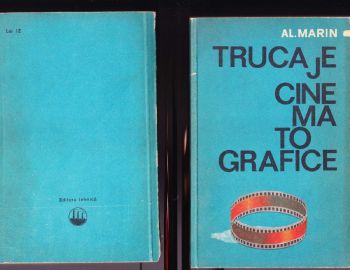 Lei 12
Editura tehnică
AL. MARIN
TRUCAJE
CINE
MA
TO
GRAFICE